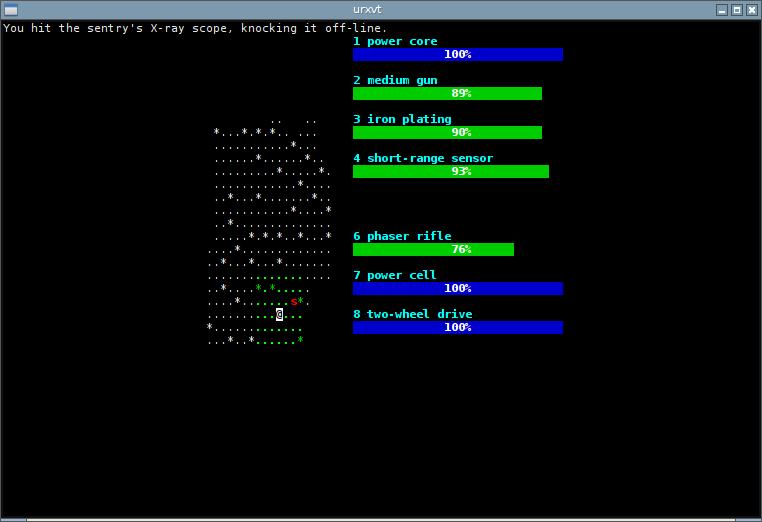 urxvt
You hit the sentry's X-ray scope, knocking it off-line.
1 power core
100%
2 medium gun
89%
3 iron plating
90%
4 short-range sensor
93%
6 phaser rifle
76%
7 power cell
100%
8 two-wheel drive
100%
s
@